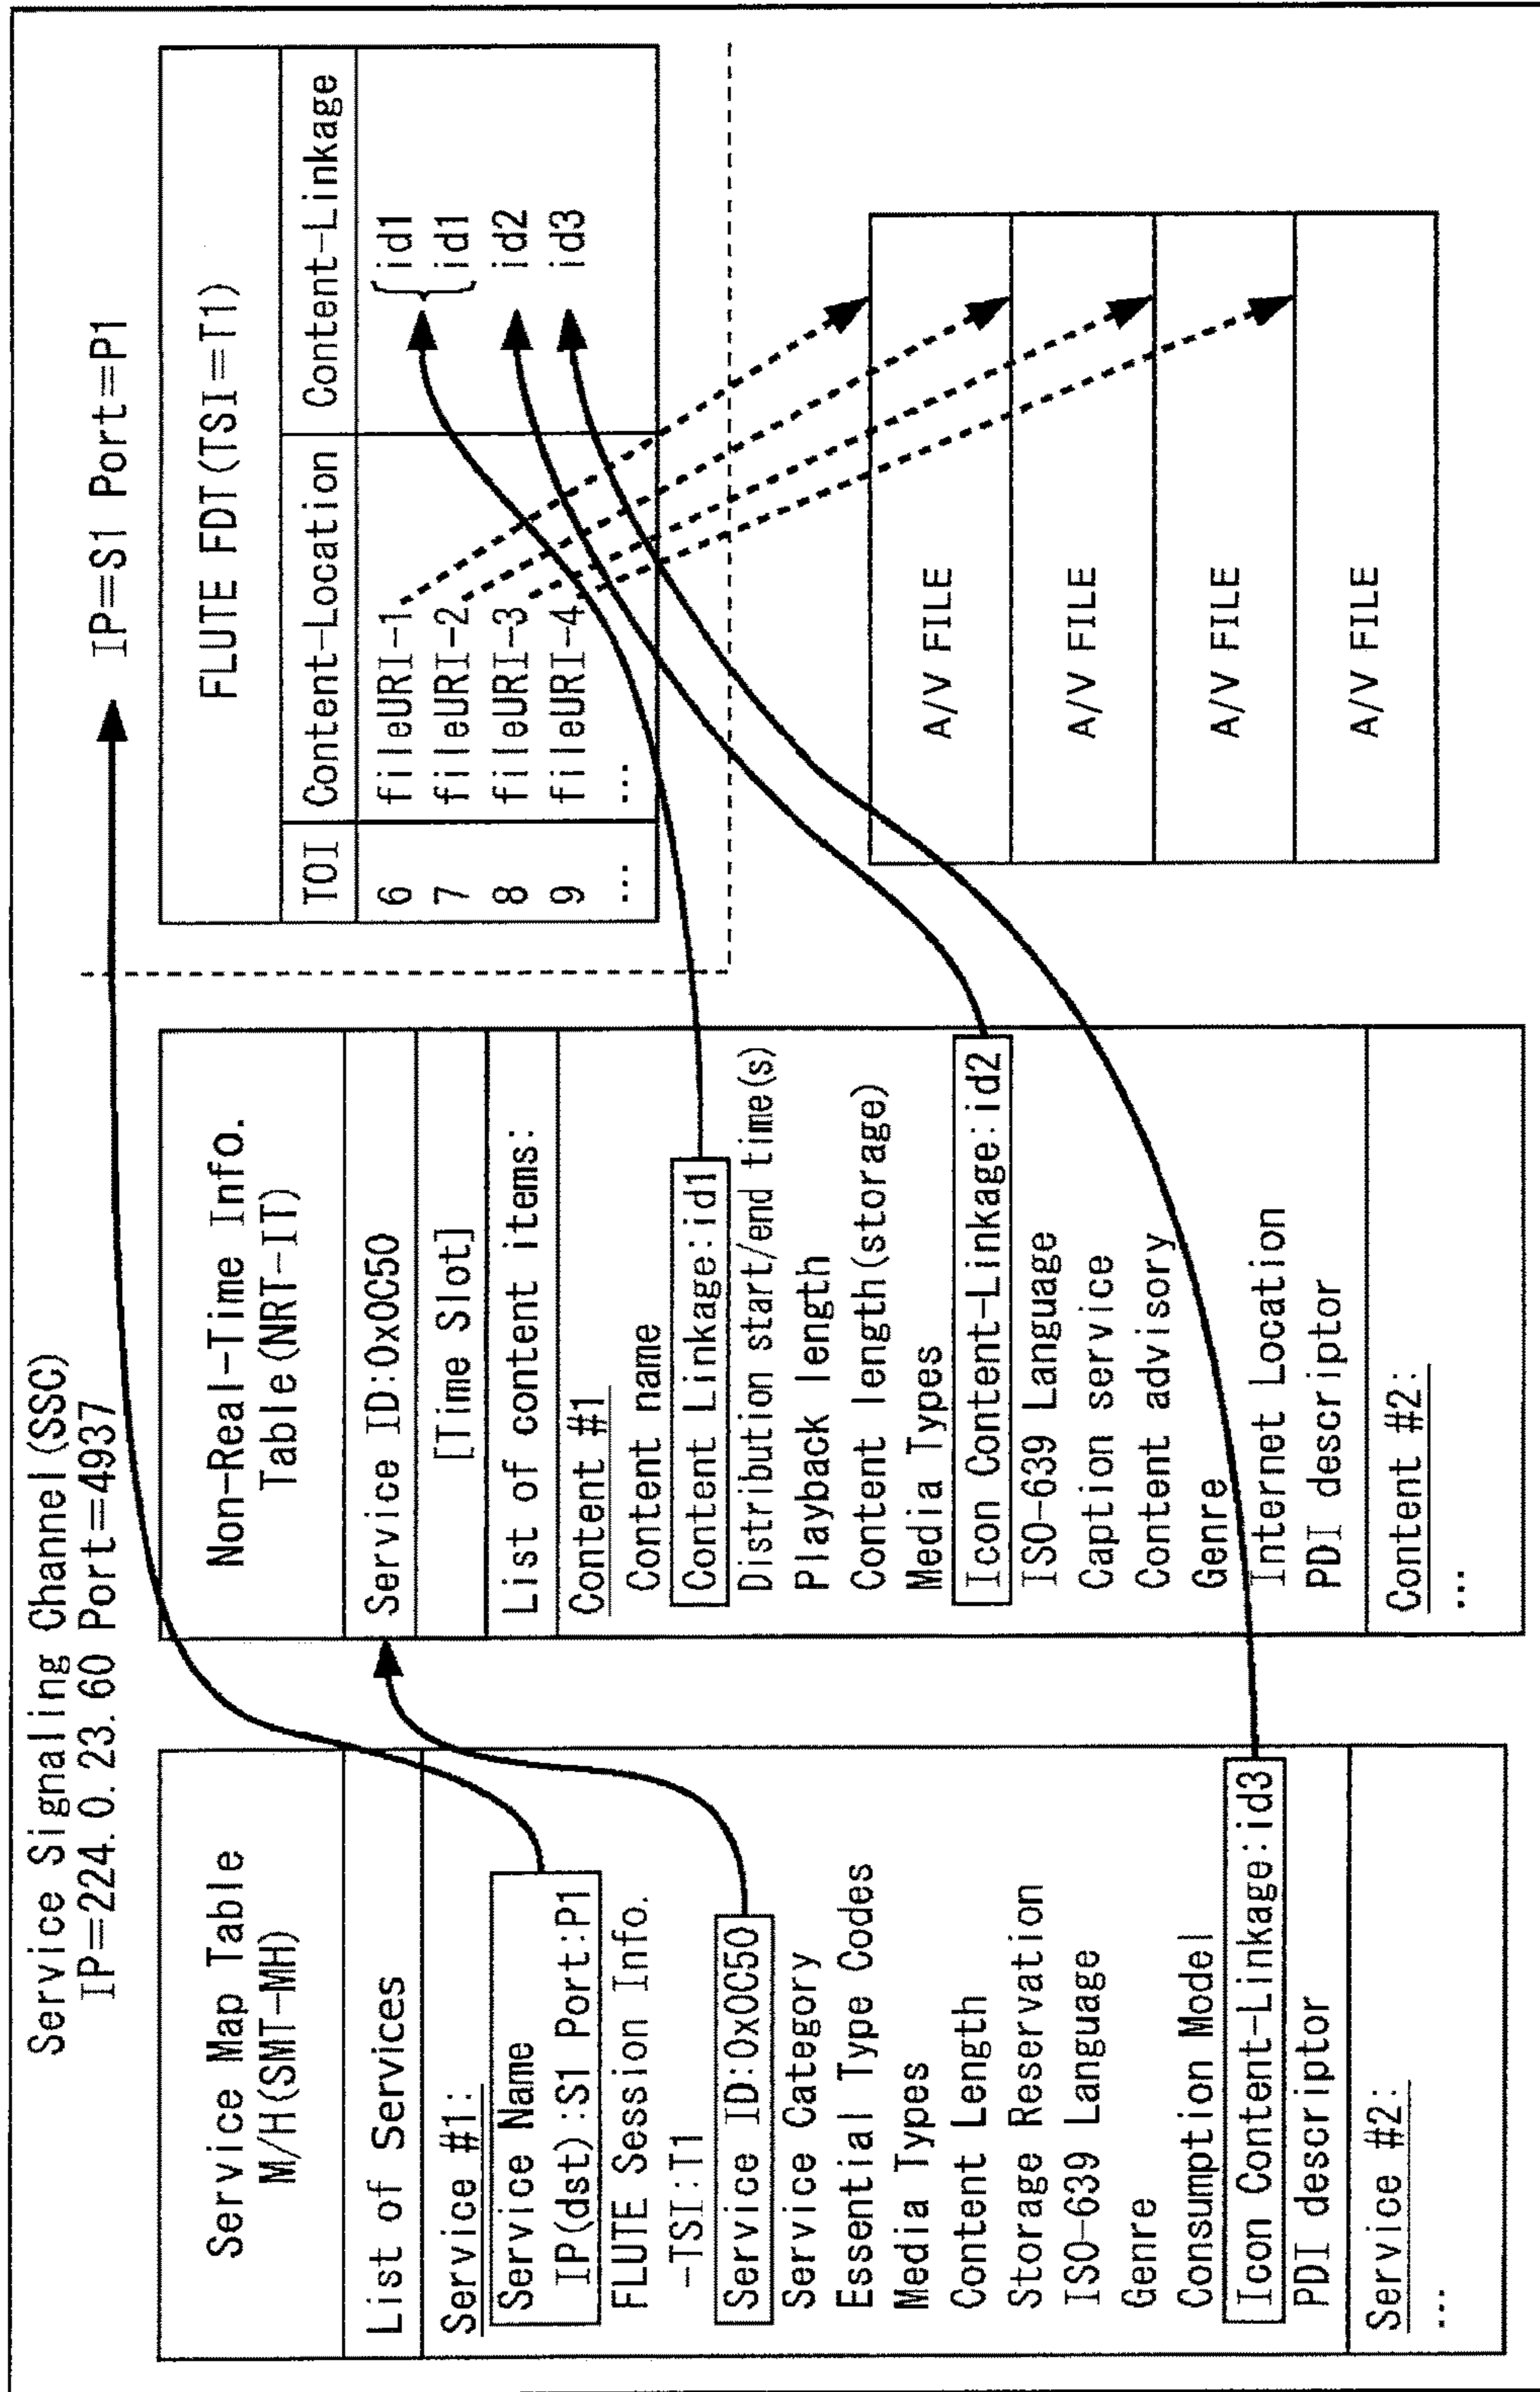 Service Signaling Channel(SSC)
IP=224.0.23.60 Port=4937
IP=S1 Port=P1
Service Map Table
M/H(SMT-MH)
List of Services
Service #1:
Service Name
IP(dst):S1 Port:P1
FLUTE Session Info.
-TSI:T1
Service ID:0x0C50
Service Category
Essential Type Codes
Media Types
Content Length
Storage Reservation
ISO-639 Language
Genre
Consumption Model
Icon Content-Linkage:id3
PDI descriptor
Service #2:
...
Non-Real-Time Info.
Table(NRT-IT)
Service ID:0x0C50
[Time Slot]
List of content items:
Content #1
Content name
Content Linkage:id1
Distribution start/end time(s)
Playback length
Content length(storage)
Media Types
Icon Content-Linkage:id2
ISO-639 Language
Caption service
Content advisory
Genre
Internet Location
PDI descriptor
Content #2:
...
FLUTE FDT(TSI=T1)
TOI Content-Location Content-Linkage
6 fileURI-1 id1
7 fileURI-2 id1
8 fileURI-3 id2
9 fileURI-4 id3
... ...
A/V FILE
A/V FILE
A/V FILE
A/V FILE